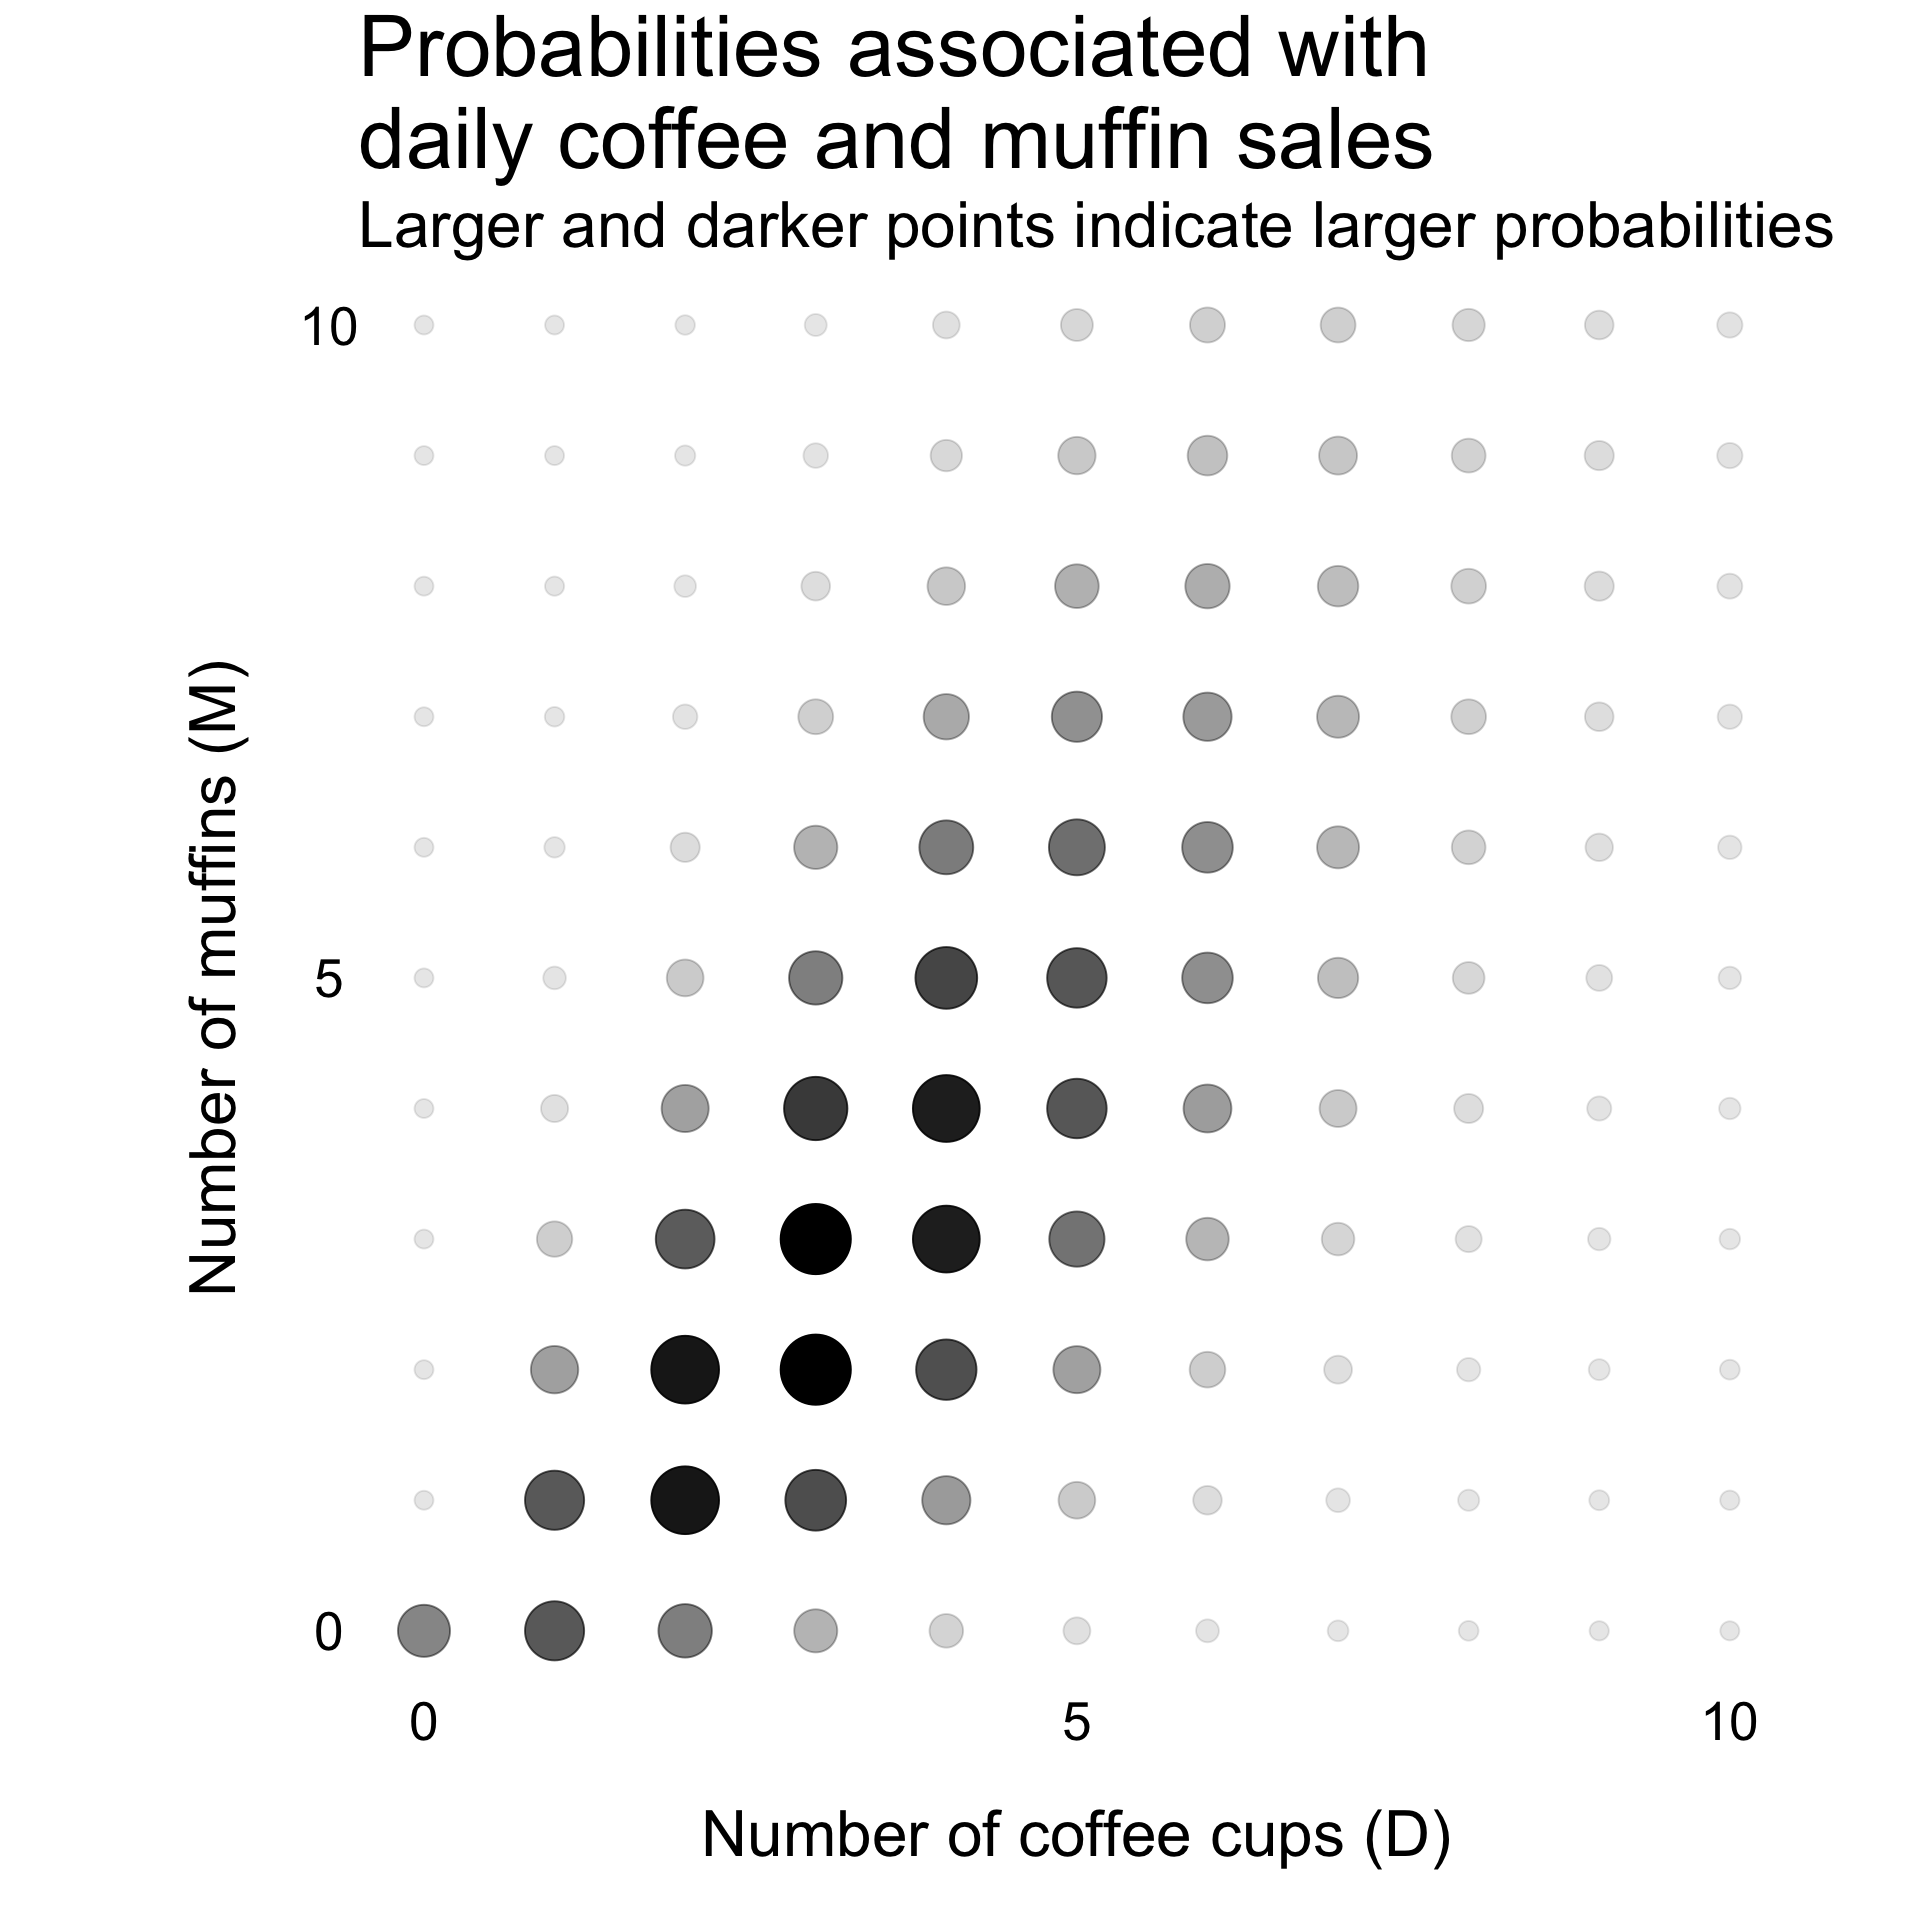 Probabilities associated with
daily coffee and muffin sales
Larger and darker points indicate larger probabilities
10
5
0
Number of muffins (M)
0 5 10
Number of coffee cups (D)